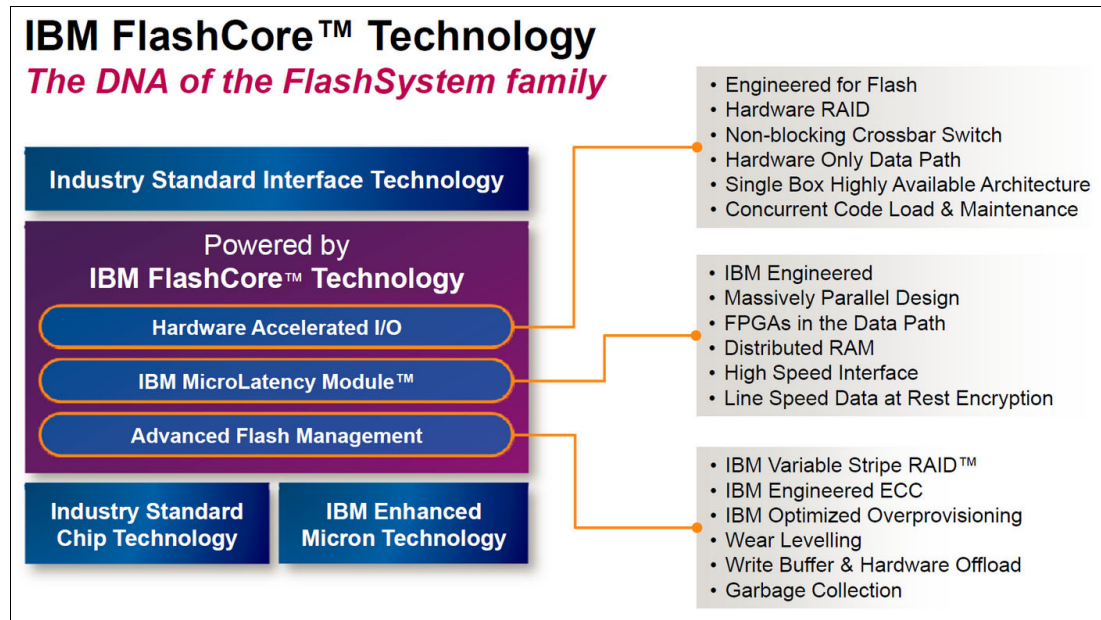 IBM FlashCore™ Technology
The DNA of the FlashSystem family
Industry Standard Interface Technology
Powered by
IBM FlashCore™ Technology
Hardware Accelerated I/O
IBM MicroLatency Module™
Advanced Flash Management
Industry Standard
Chip Technology
IBM Enhanced
Micron Technology
• Engineered for Flash
• Hardware RAID
• Non-blocking Crossbar Switch
• Hardware Only Data Path
• Single Box Highly Available Architecture
• Concurrent Code Load & Maintenance
• IBM Engineered
• Massively Parallel Design
• FPGAs in the Data Path
• Distributed RAM
• High Speed Interface
• Line Speed Data at Rest Encryption
• IBM Variable Stripe RAID™
• IBM Engineered ECC
• IBM Optimized Overprovisioning
• Wear Levelling
• Write Buffer & Hardware Offload
• Garbage Collection